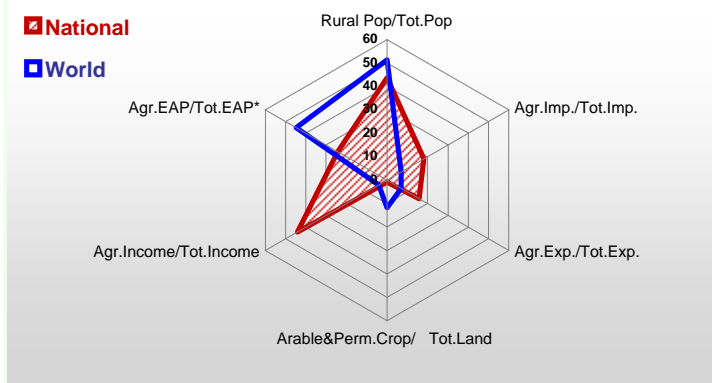 National
World
Rural Pop/Tot.Pop
60
50
40
30
20
10
0
Agr.EAP/Tot.EAP*
Agr.Imp./Tot.Imp.
Agr.Income/Tot.Income
Agr.Exp./Tot.Exp.
Arable&Perm.Crop/ Tot.Land